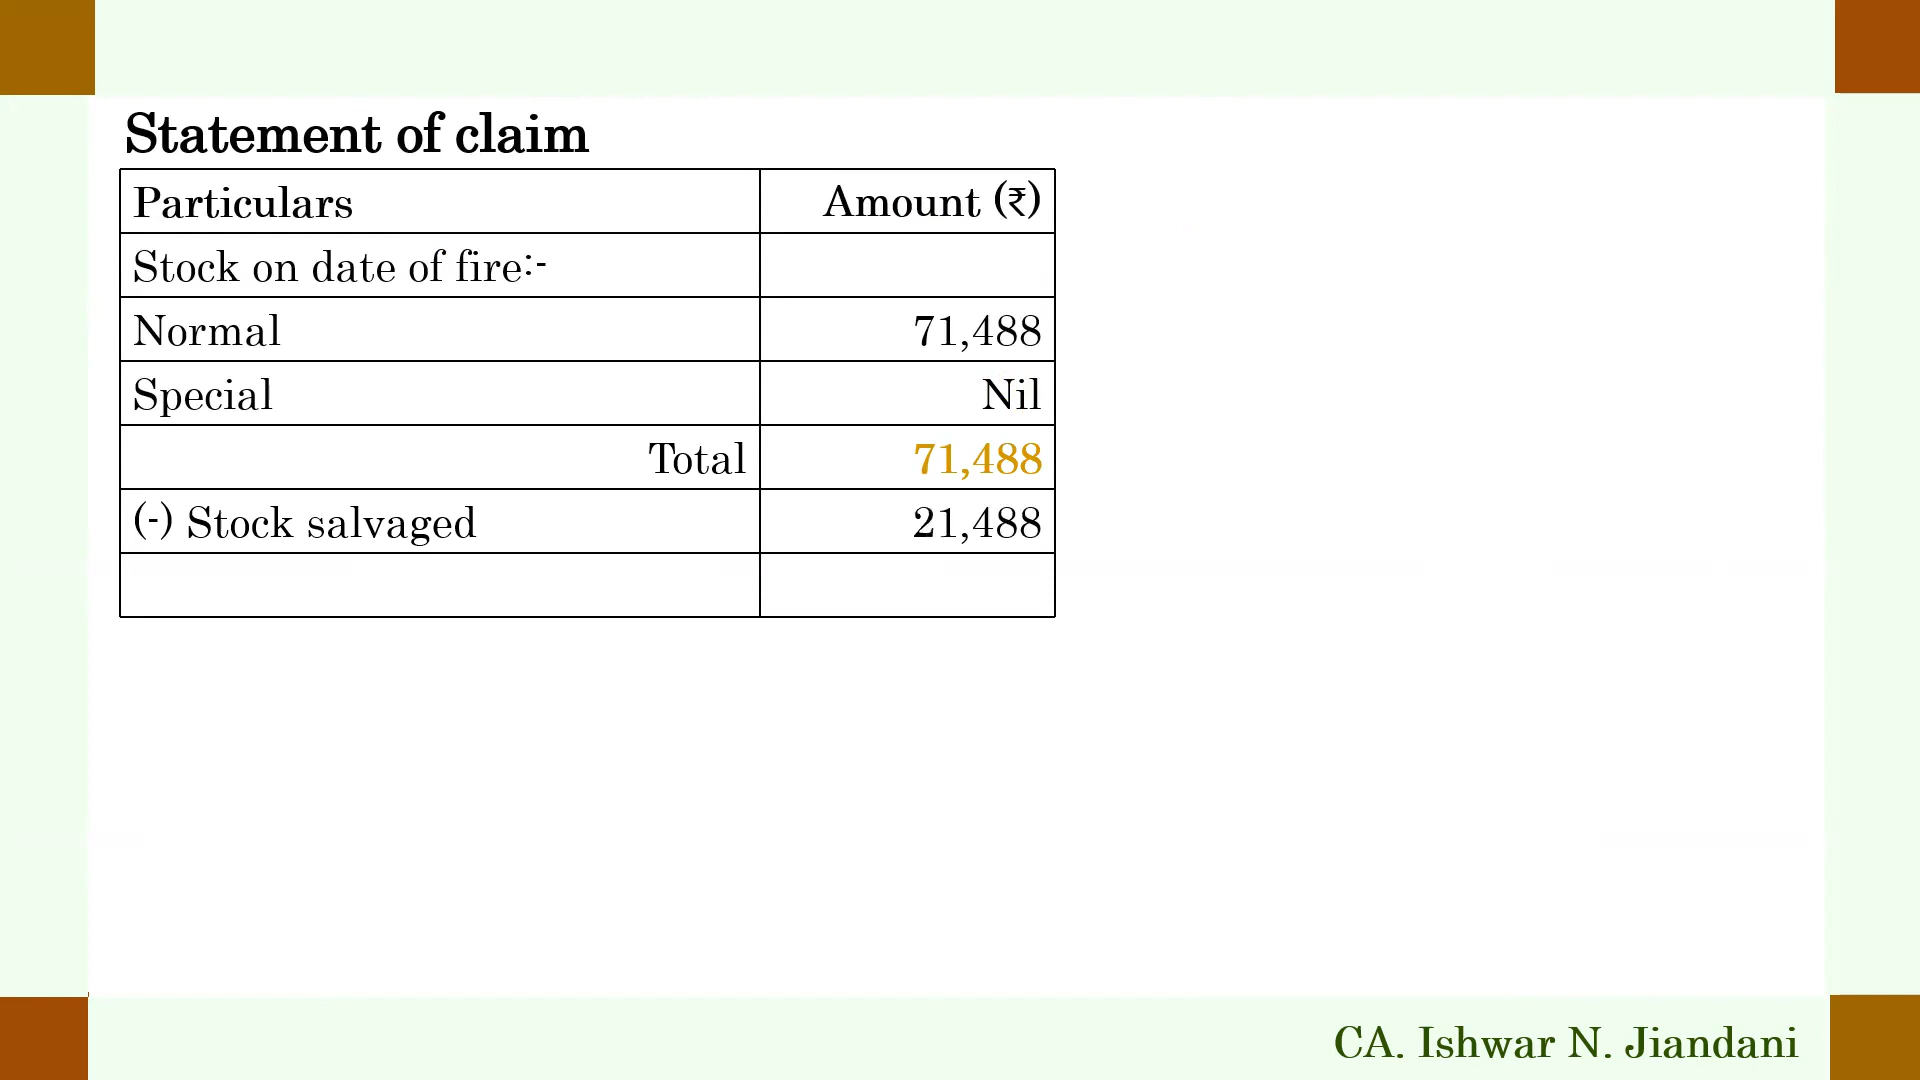 Statement of claim
Particulars Amount (₹)
Stock on date of fire:-
Normal 71,488
Special Nil
Total 71,488
(-) Stock salvaged 21,488
CA. Ishwar N. Jiandani